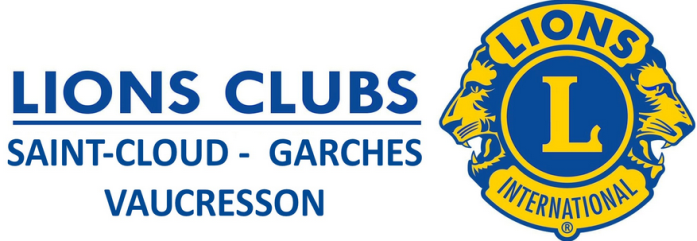 LIONS CLUBS
SAINT-CLOUD - GARCHES
VAUCRESSON
LIONS
L
INTERNATIONAL
®